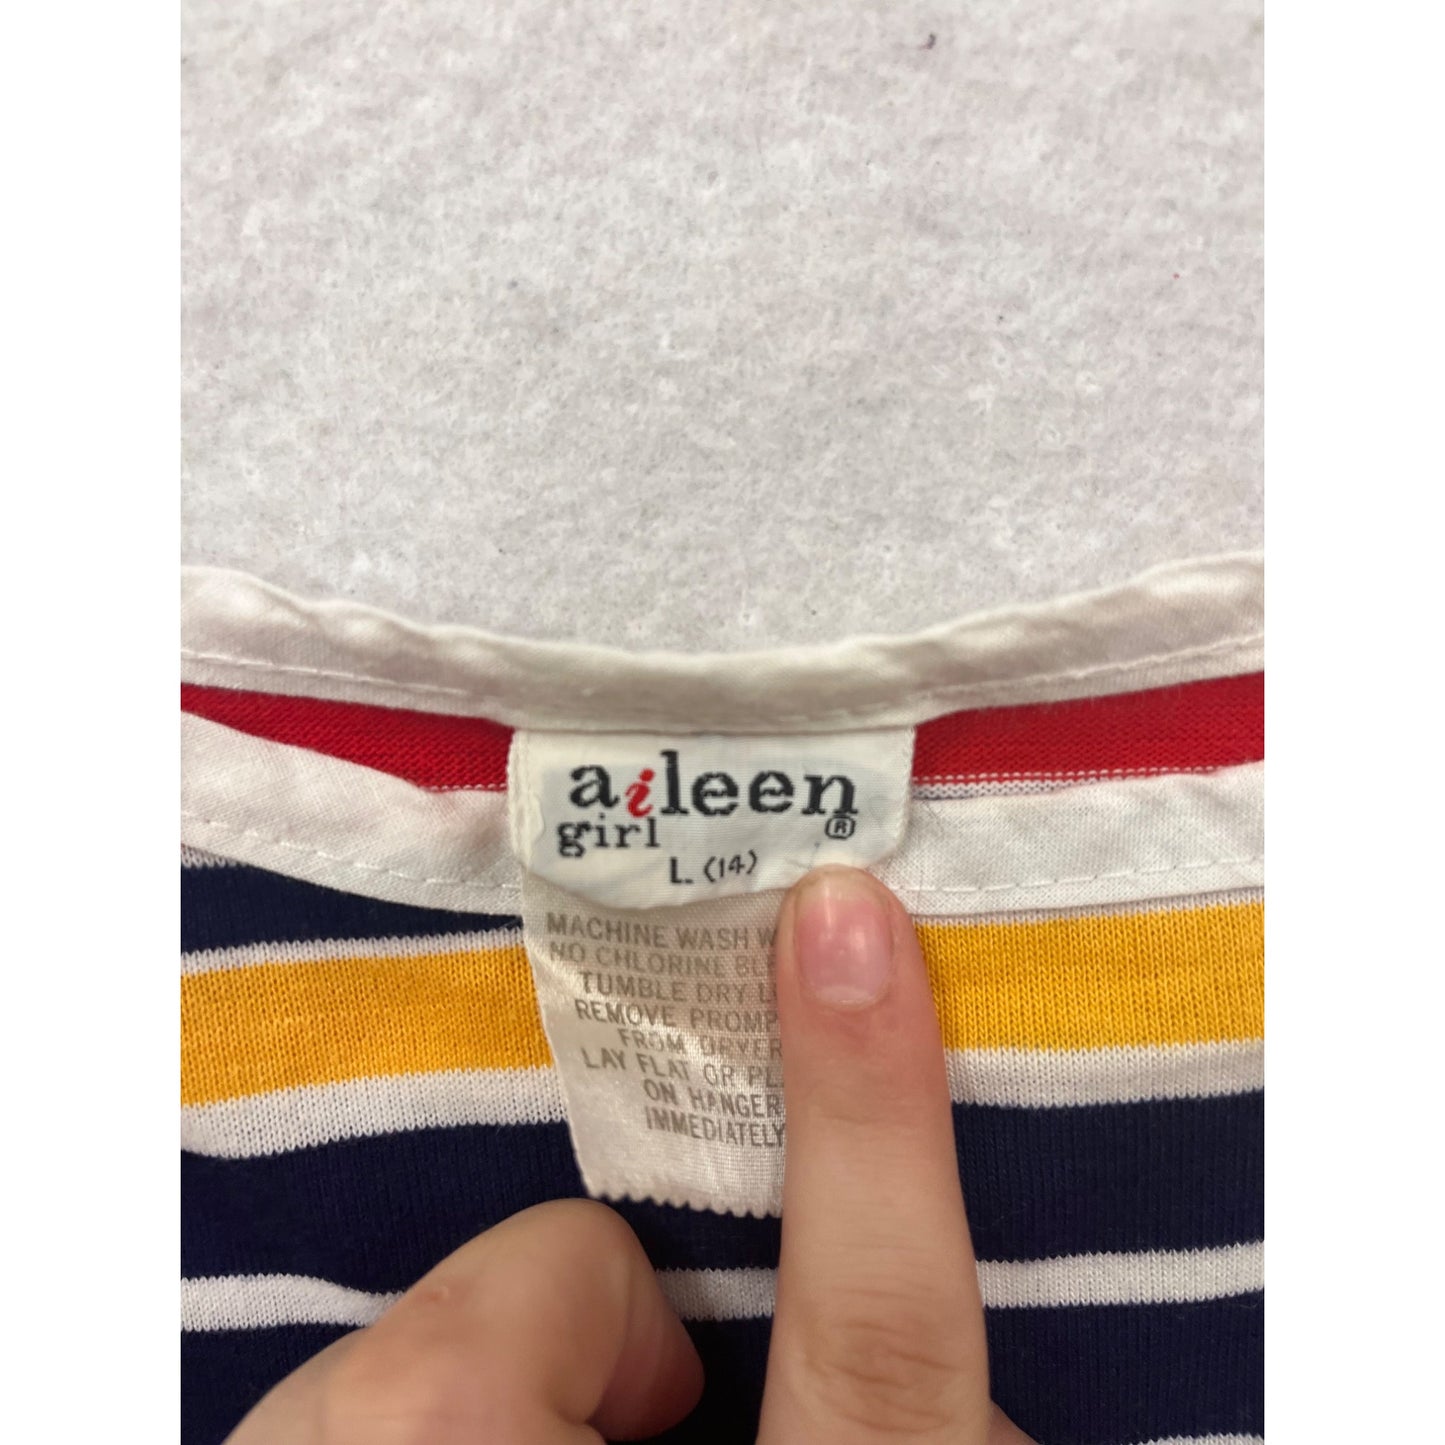 aileen
girl ®
L (14)
MACHINE WASH
NO CHLORINE
TUMBLE DRY
REMOVE
FROM DRYER
LAY FLAT OR
ON HANGER
IMMEDIATELY